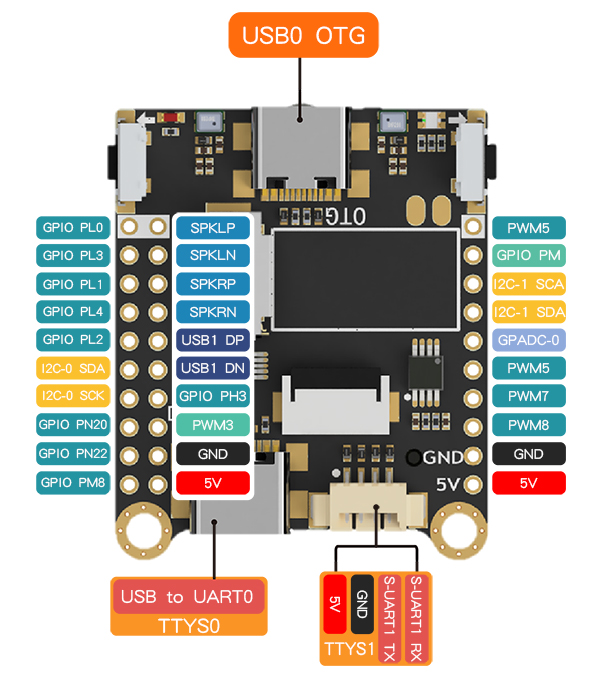 USB0 OTG
OTG
GPIO PL0 SPKLP PWM5
GPIO PL3 SPKLN GPIO PM
GPIO PL1 SPKRP I2C-1 SCA
GPIO PL4 SPKRN I2C-1 SDA
GPIO PL2 USB1 DP GPADC-0
I2C-0 SDA USB1 DN PWM5
I2C-0 SCK GPIO PH3 PWM7
GPIO PN20 PWM3 PWM8
GPIO PN22 GND GND GND
GPIO PM8 5V 5V 5V
USB to UART0
TTYS0
5V
GND
S-UART1 TX
S-UART1 RX
TTYS1